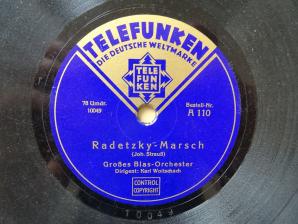 TELEFUNKEN
DIE DEUTSCHE WELTMARKE
TELE
FUN
KEN
78 Umdr.
10049
Bestell-Nr.
A 110
Radetzky-Marsch
(Joh. Strauß)
Großes Blas-Orchester
Dirigent: Karl Woitschach
CONTROL
COPYRIGHT
10049